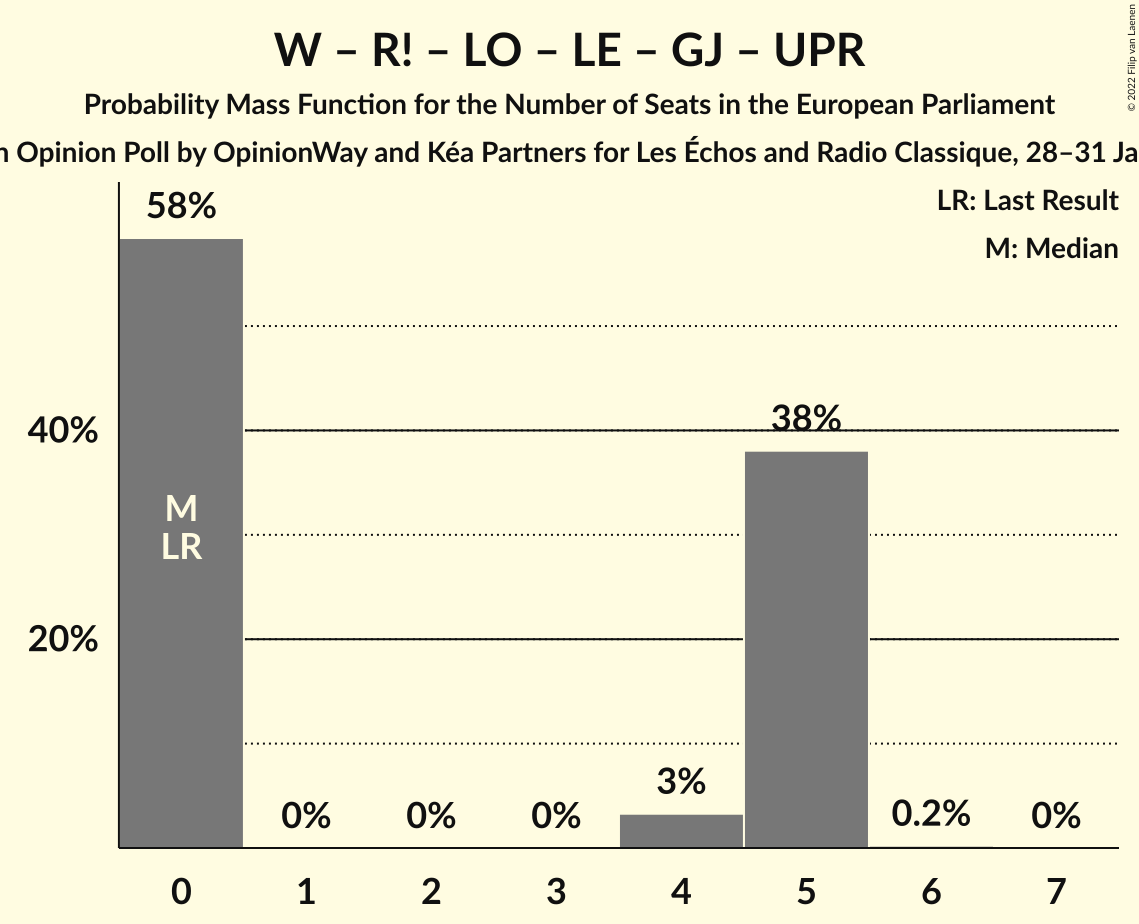 W – R! – LO – LE – GJ – UPR
Probability Mass Function for the Number of Seats in the European Parliament
Opinion Poll by OpinionWay and Kéa Partners for Les Échos and Radio Classique, 28–31
© 2022 Filip van Laenen
LR: Last Result
M: Median
58%
38%
40%
M
LR
20%
3%
0%
0%
0%
0.2%
0%
0
1
2
3
4
5
6
7